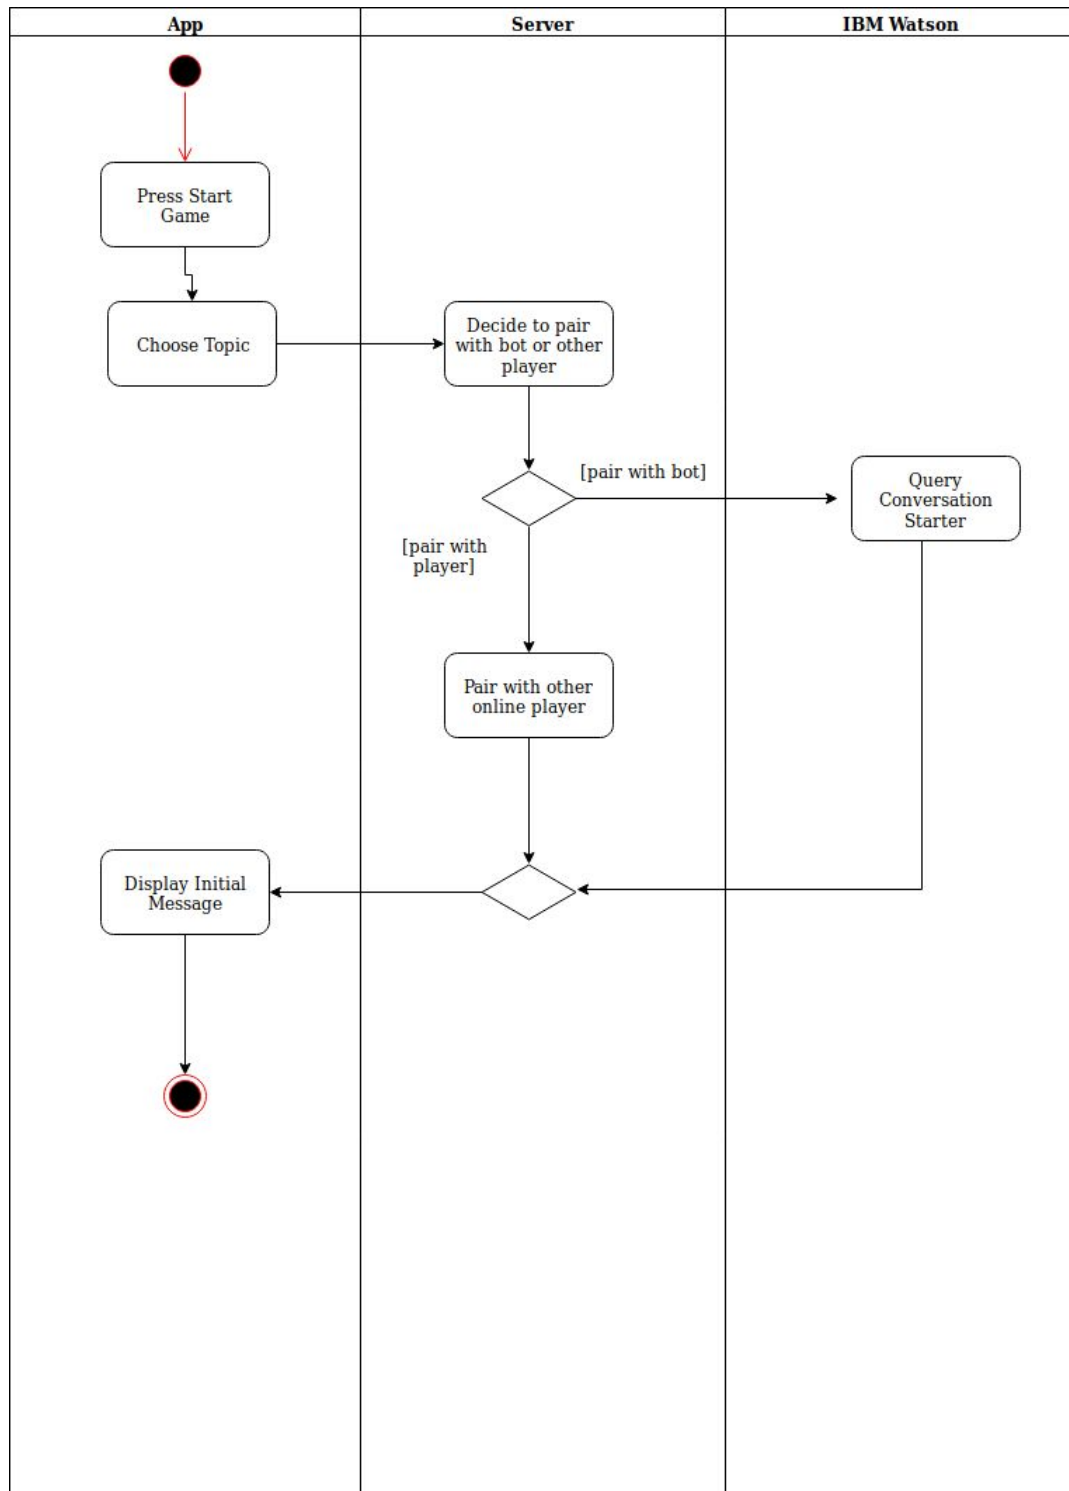 App
Server
IBM Watson
Press Start
Game
Choose Topic
Decide to pair
with bot or other
player
[pair with bot]
Query
Conversation
Starter
[pair with
player]
Pair with other
online player
Display Initial
Message